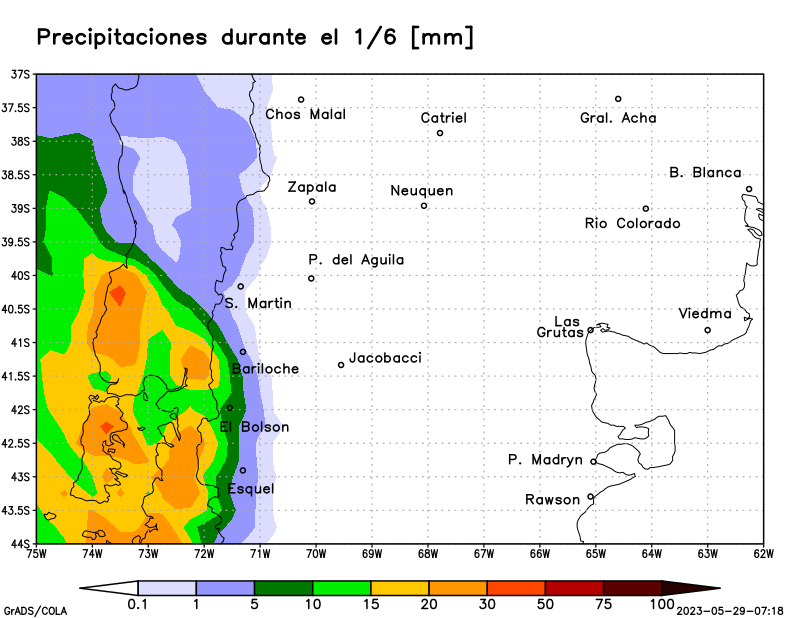 Precipitaciones durante el 1/6 [mm]
37S
37.5S
38S
38.5S
39S
39.5S
40S
40.5S
41S
41.5S
42S
42.5S
43S
43.5S
44S
Chos Malal
Catriel
Gral. Acha
B. Blanca
Zapala
Neuquen
Rio Colorado
P. del Aguila
S. Martin
Viedma
Las
Grutas
Jacobacci
Bariloche
El Bolson
P. Madryn
Esquel
Rawson
75W 74W 73W 72W 71W 70W 69W 68W 67W 66W 65W 64W 63W 62W
0.1 1 5 10 15 20 30 50 75 100
GrADS/COLA
2023-05-29-07:18